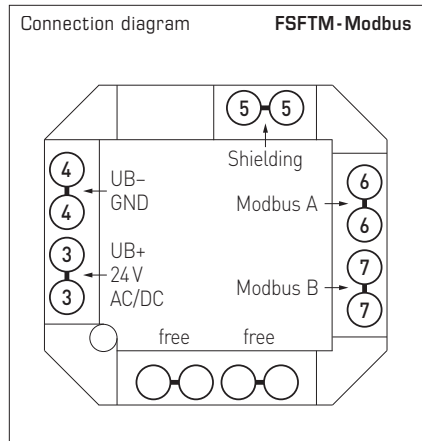 Connection diagram FSFTM-Modbus
5 5
Shielding
4
UB–
GND
4
6
Modbus A
6
3
UB+
24 V
AC/DC
3
7
Modbus B
7
free free